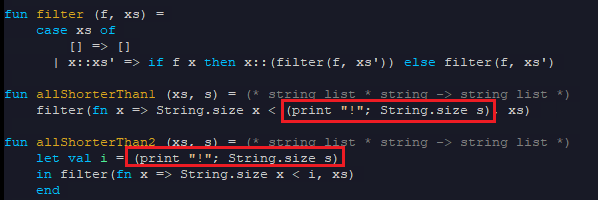 fun filter (f, xs) =
case xs of
[] => []
| x::xs' => if f x then x::(filter(f, xs')) else filter(f, xs')
fun allShorterThan1 (xs, s) = (* string list * string -> string list *)
filter(fn x => String.size x < (print "!"; String.size s), xs)
fun allShorterThan2 (xs, s) = (* string list * string -> string list *)
let val i = (print "!"; String.size s)
in filter(fn x => String.size x < i, xs)
end